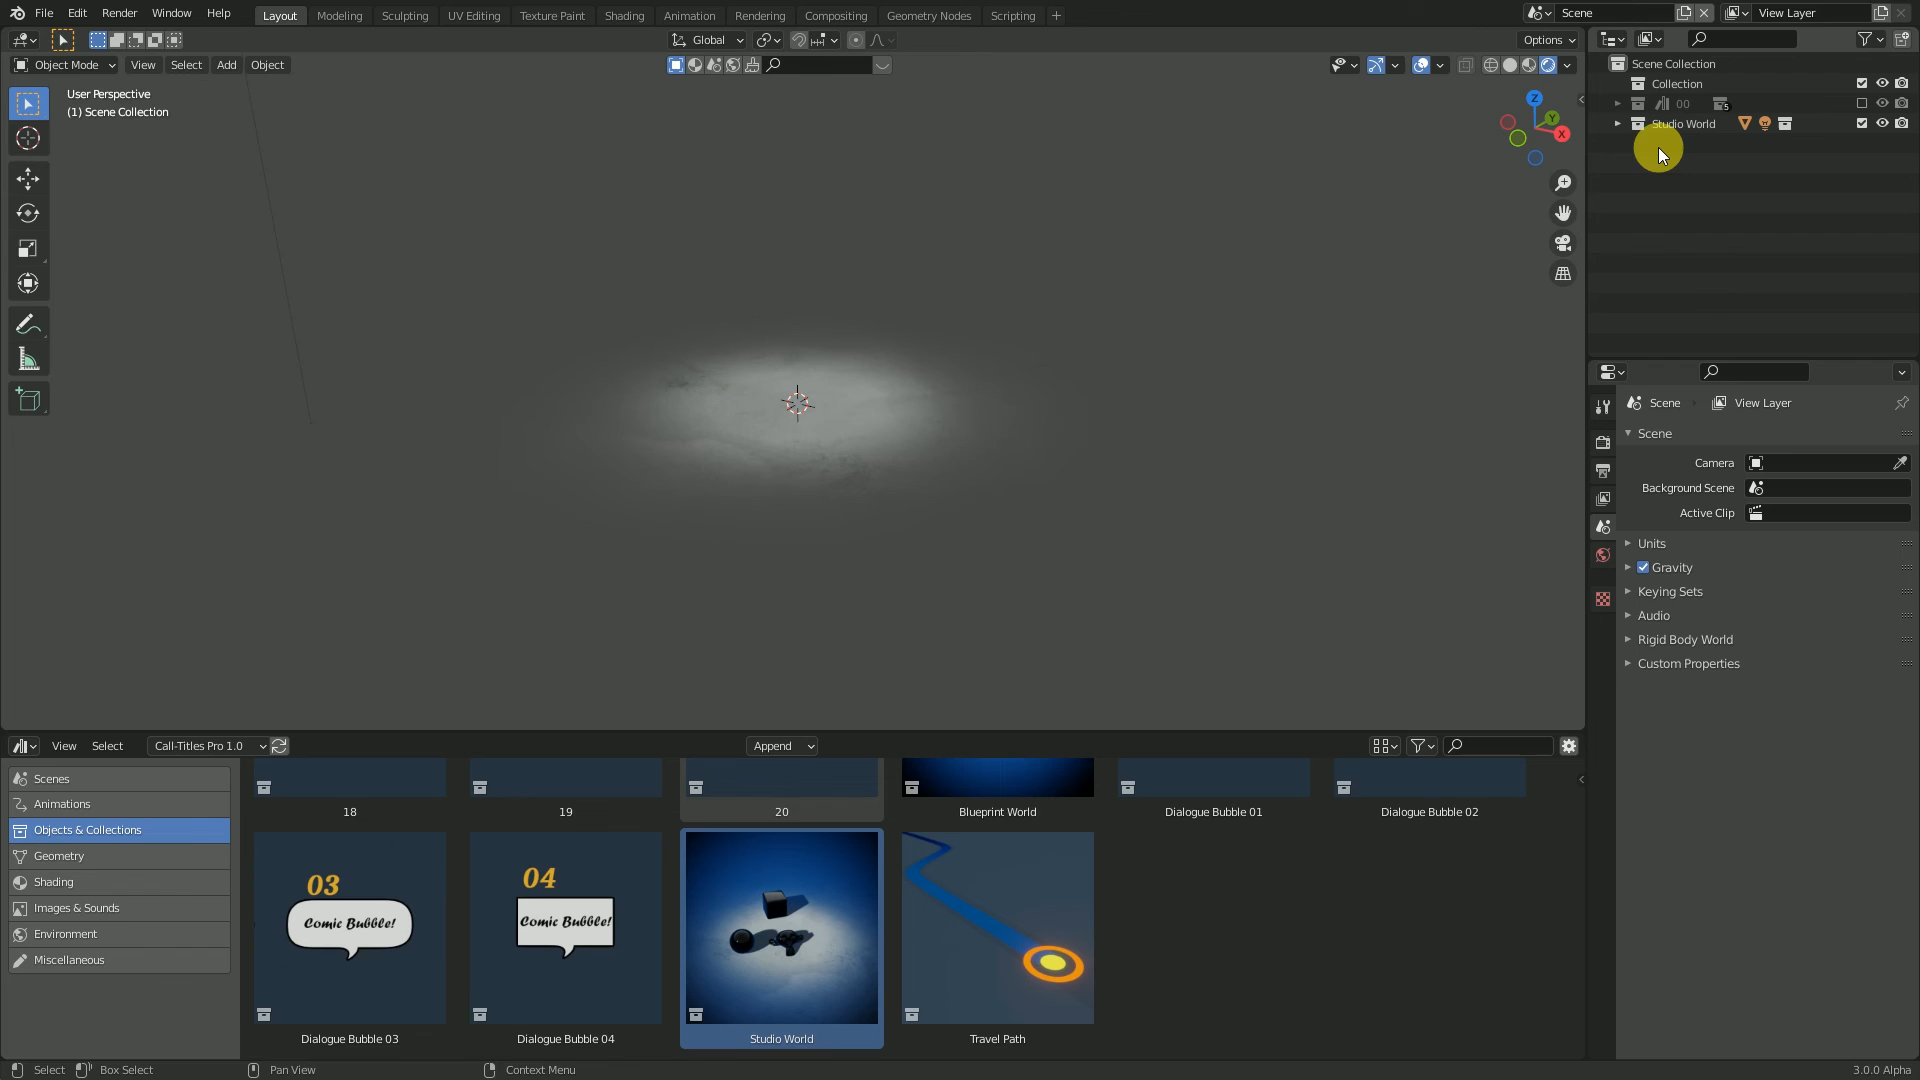 File Edit Render Window Help
Layout Modeling Sculpting UV Editing Texture Paint Shading Animation Rendering Compositing Geometry Nodes Scripting +
Scene View Layer
Global Options
Object Mode View Select Add Object
User Perspective
(1) Scene Collection
Z
Y
X
Scene Collection
Collection
00 5
Studio World
Scene View Layer
Scene
Camera
Background Scene
Active Clip
Units
Gravity
Keying Sets
Audio
Rigid Body World
Custom Properties
View Select Call-Titles Pro 1.0 Append
Scenes
Animations
Objects & Collections
Geometry
Shading
Images & Sounds
Environment
Miscellaneous
18 19 20 Blueprint World Dialogue Bubble 01 Dialogue Bubble 02
03
Comic Bubble!
04
Comic Bubble!
Dialogue Bubble 03 Dialogue Bubble 04 Studio World Travel Path
Select Box Select Pan View Context Menu 3.0.0 Alpha